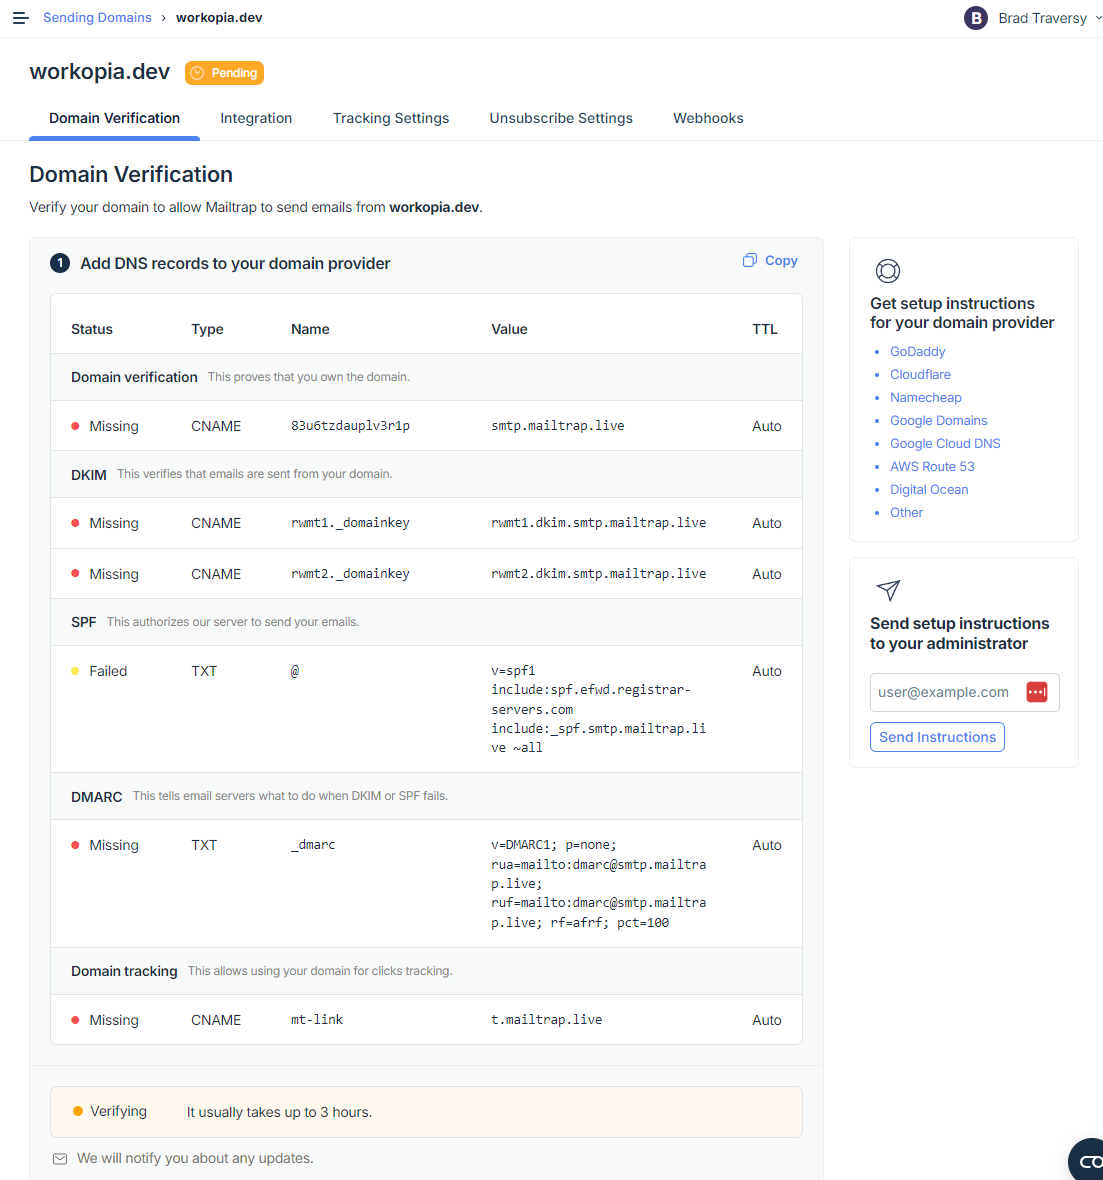 Sending Domains › workopia.dev
B Brad Traversy
workopia.dev Pending
Domain Verification Integration Tracking Settings Unsubscribe Settings Webhooks
Domain Verification
Verify your domain to allow Mailtrap to send emails from workopia.dev.
1 Add DNS records to your domain provider Copy
Status Type Name Value TTL
Domain verification This proves that you own the domain.
Missing CNAME 83u6tzdauplv3r1p smtp.mailtrap.live Auto
DKIM This verifies that emails are sent from your domain.
Missing CNAME rwmt1._domainkey rwmt1.dkim.smtp.mailtrap.live Auto
Missing CNAME rwmt2._domainkey rwmt2.dkim.smtp.mailtrap.live Auto
SPF This authorizes our server to send your emails.
Failed TXT @ v=spf1 Auto
include:spf.efwd.registrar-
servers.com
include:_spf.smtp.mailtrap.li
ve ~all
DMARC This tells email servers what to do when DKIM or SPF fails.
Missing TXT _dmarc v=DMARC1; p=none; Auto
rua=mailto:dmarc@smtp.mailtra
p.live;
ruf=mailto:dmarc@smtp.mailtra
p.live; rf=afrf; pct=100
Domain tracking This allows using your domain for clicks tracking.
Missing CNAME mt-link t.mailtrap.live Auto
Verifying It usually takes up to 3 hours.
We will notify you about any updates.
Get setup instructions
for your domain provider
GoDaddy
Cloudflare
Namecheap
Google Domains
Google Cloud DNS
AWS Route 53
Digital Ocean
Other
Send setup instructions
to your administrator
user@example.com
Send Instructions